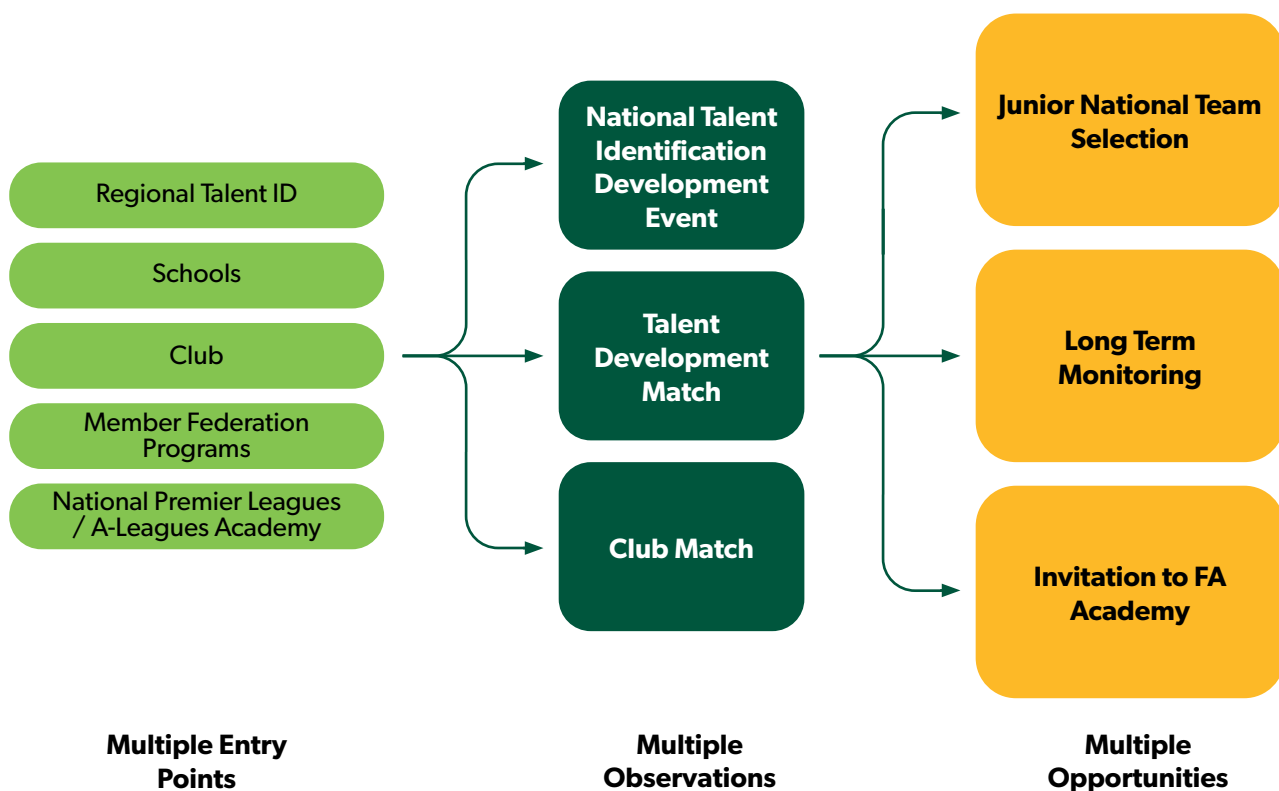 Regional Talent ID
Schools
Club
Member Federation
Programs
National Premier Leagues
/ A-Leagues Academy
National Talent
Identification
Development
Event
Talent
Development
Match
Club Match
Junior National Team
Selection
Long Term
Monitoring
Invitation to FA
Academy
Multiple Entry
Points
Multiple
Observations
Multiple
Opportunities